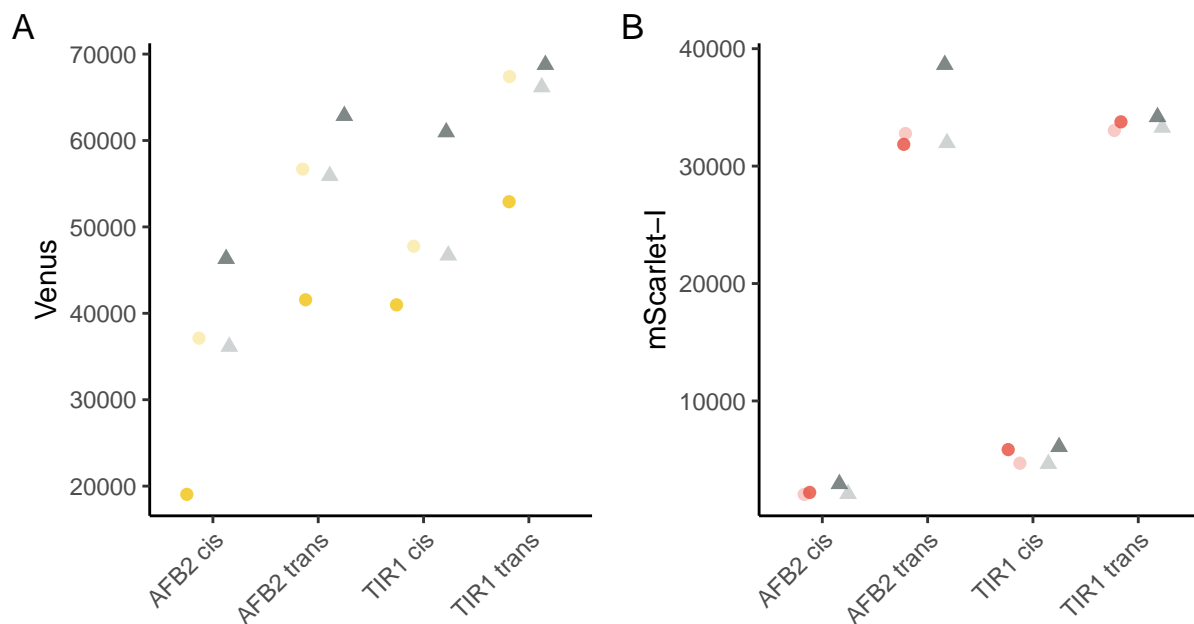 A
Venus
70000
60000
50000
40000
30000
20000
AFB2 cis
AFB2 trans
TIR1 cis
TIR1 trans
B
mScarlet−I
40000
30000
20000
10000
AFB2 cis
AFB2 trans
TIR1 cis
TIR1 trans